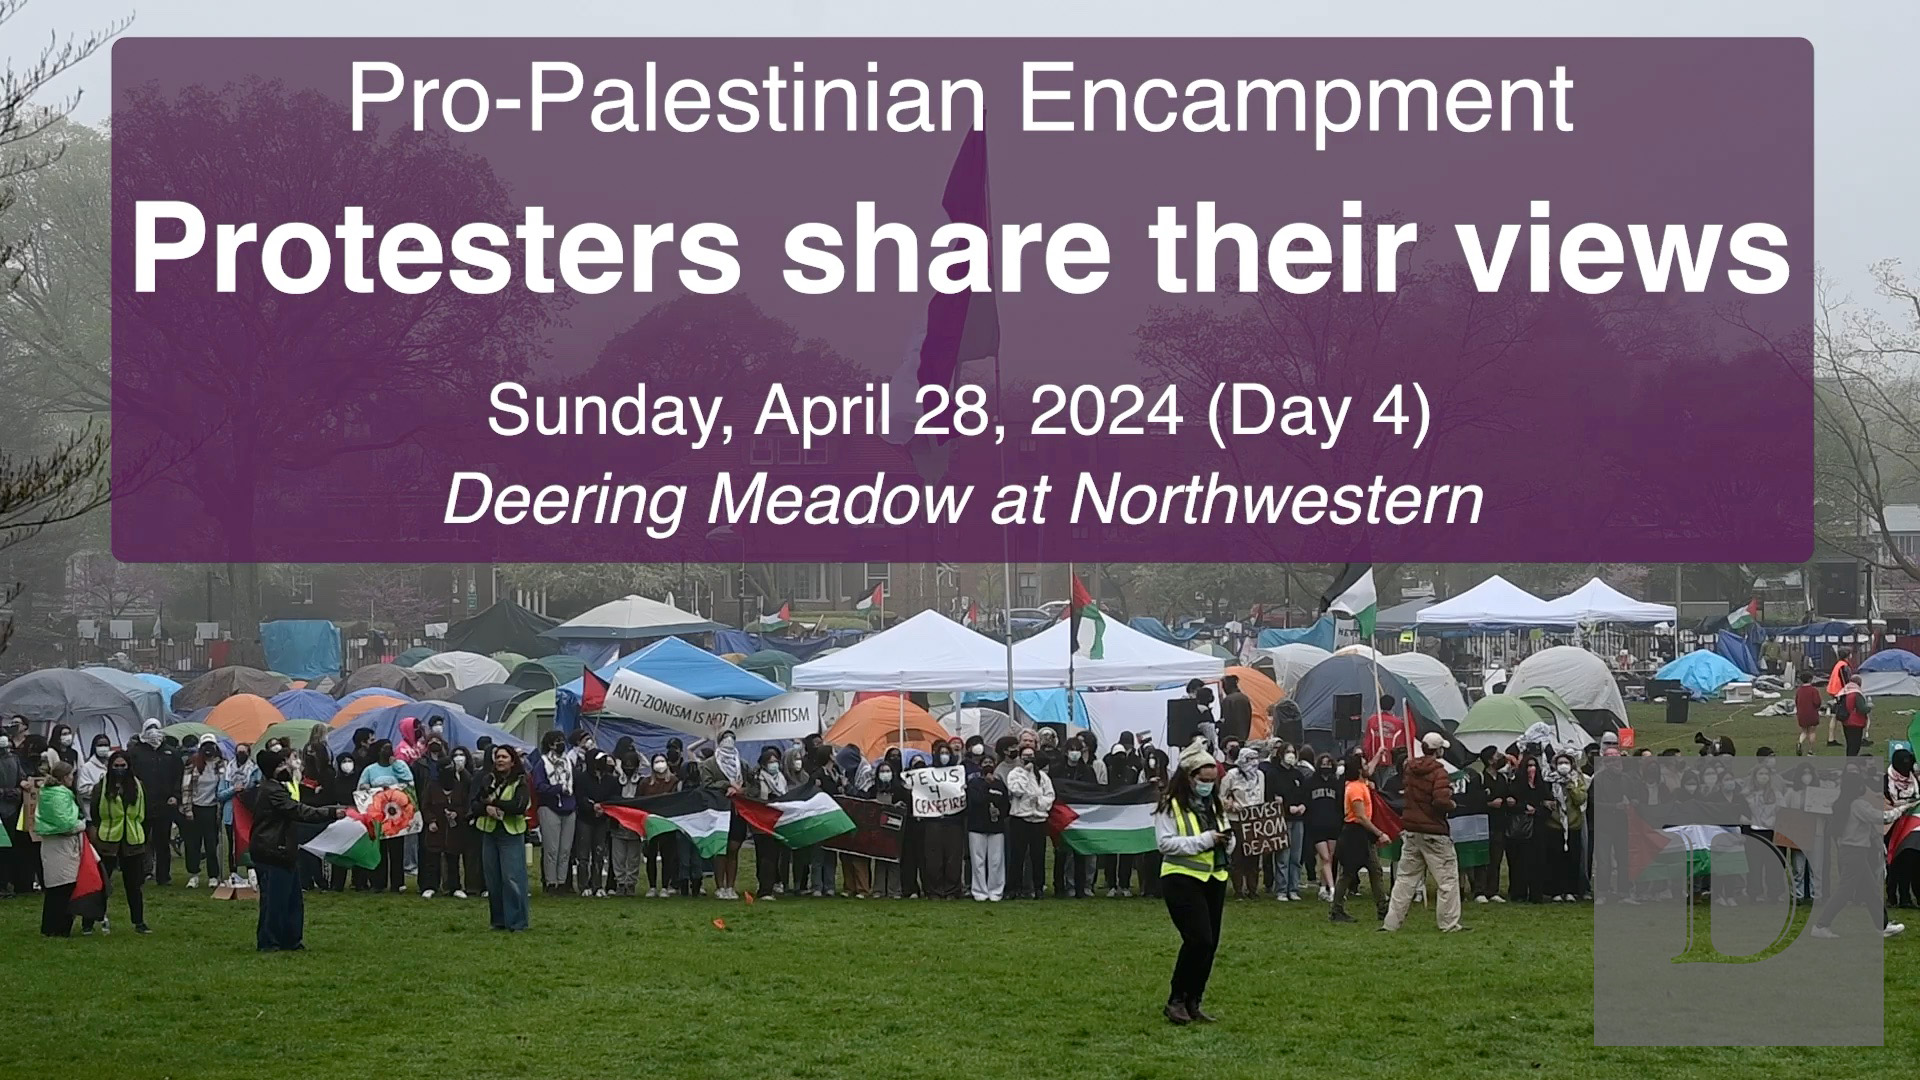 Pro-Palestinian Encampment
Protesters share their views
Sunday, April 28, 2024 (Day 4)
Deering Meadow at Northwestern
ANTI-ZIONISM IS NOT ANTISEMITISM
JEWS
4
CEASEFIRE
DIVEST
FROM
DEATH
D